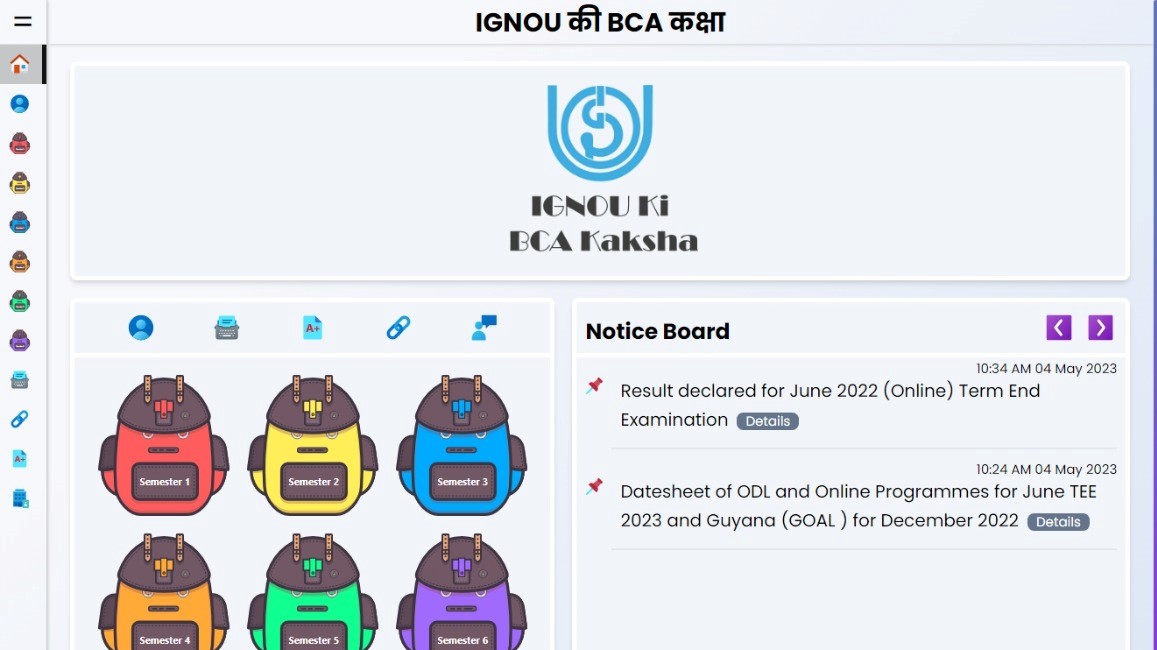 IGNOU की BCA कक्षा
IGNOU Ki
BCA Kaksha
A+
Semester 1
Semester 2
Semester 3
Semester 4
Semester 5
Semester 6
Notice Board
10:34 AM 04 May 2023
Result declared for June 2022 (Online) Term End
Examination Details
10:24 AM 04 May 2023
Datesheet of ODL and Online Programmes for June TEE
2023 and Guyana (GOAL ) for December 2022 Details
A+